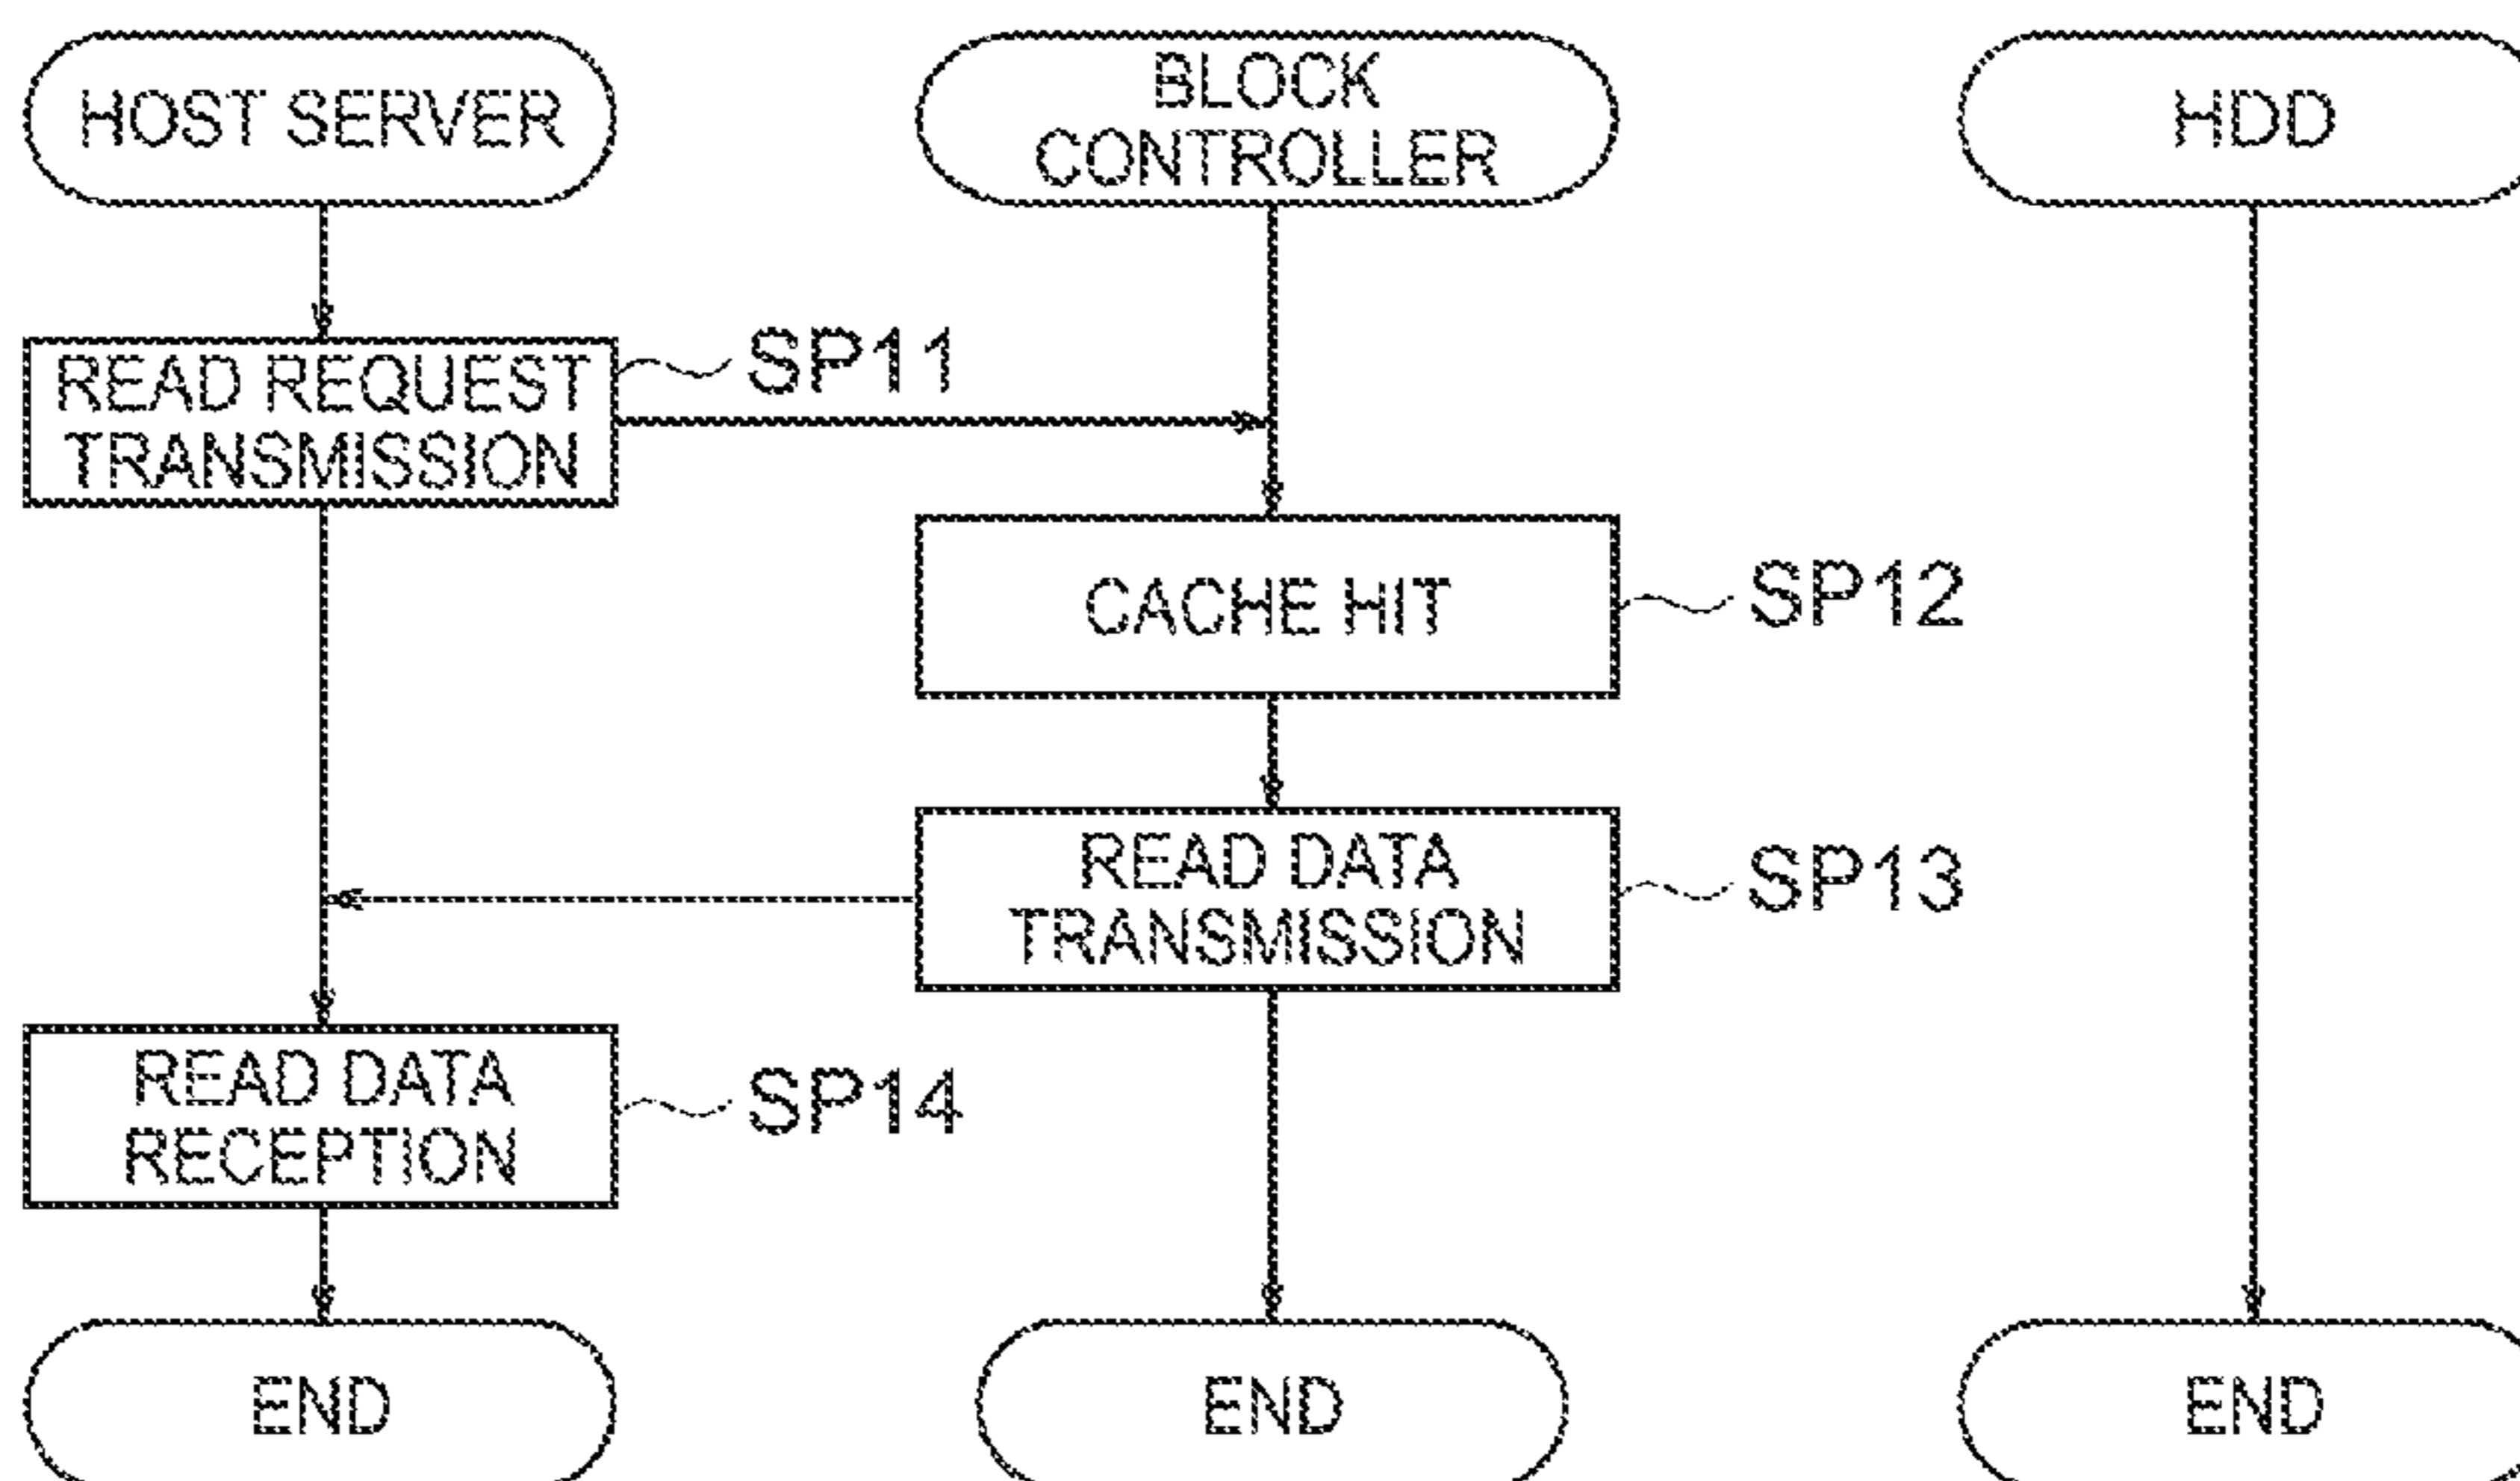 HOST SERVER
BLOCK
CONTROLLER
HDD
READ REQUEST
TRANSMISSION
SP11
CACHE HIT
SP12
READ DATA
TRANSMISSION
SP13
READ DATA
RECEPTION
SP14
END
END
END